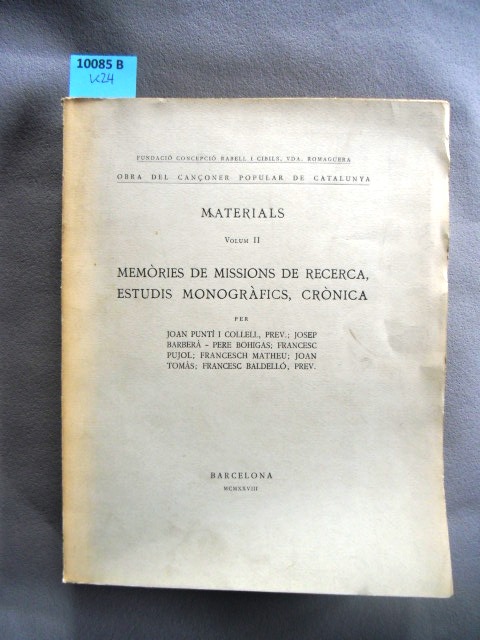 10085 B
K24
FUNDACIÓ CONCEPCIÓ RABELL I CIBILS, VDA. ROMAGUERA
OBRA DEL CANÇONER POPULAR DE CATALUNYA
MATERIALS
VOLUM II
MEMÒRIES DE MISSIONS DE RECERCA,
ESTUDIS MONOGRÀFICS, CRÒNICA
PER
JOAN PUNTÍ I COLLELL, PREV.; JOSEP
BARBERÀ - PERE BOHIGAS; FRANCESC
PUJOL; FRANCESCH MATHEU; JOAN
TOMÀS; FRANCESC BALDELLÓ, PREV.
BARCELONA
MCMXXVIII